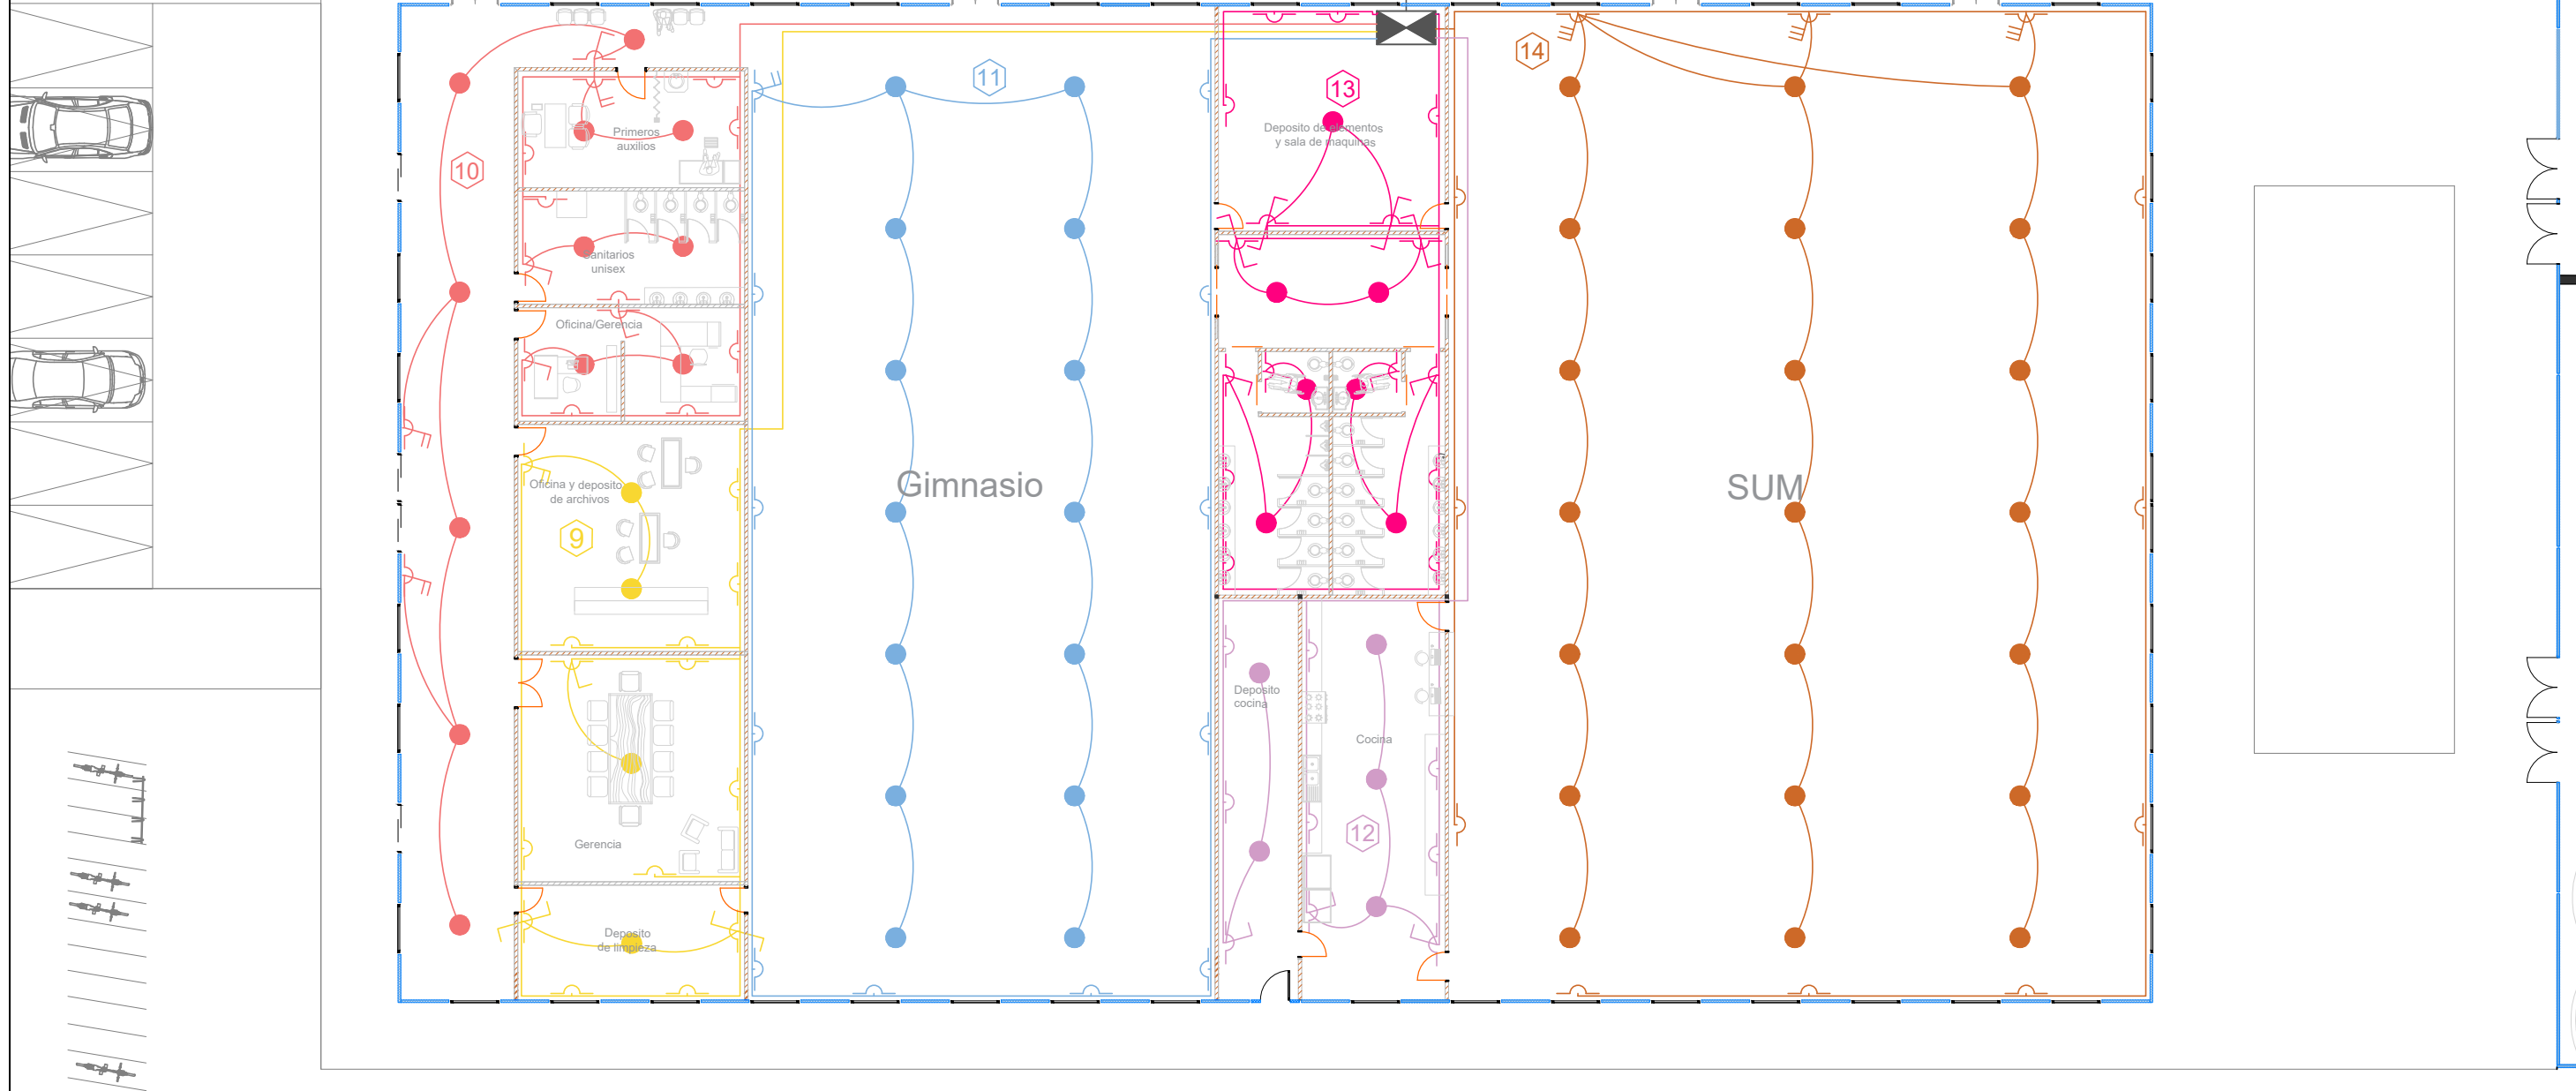 14
11
13
Deposito de elementos
y sala de maquinas
Primeros
auxilios
10
Sanitarios
unisex
Oficina/Gerencia
Oficina y deposito
de archivos
Gimnasio
SUM
9
Deposito
cocina
Cocina
12
Gerencia
Deposito
de limpieza